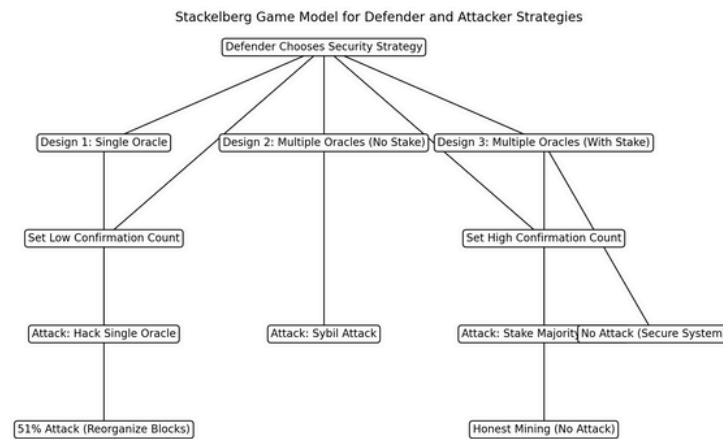 Stackelberg Game Model for Defender and Attacker Strategies
Defender Chooses Security Strategy
Design 1: Single Oracle
Design 2: Multiple Oracles (No Stake)
Design 3: Multiple Oracles (With Stake)
Set Low Confirmation Count
Set High Confirmation Count
Attack: Hack Single Oracle
Attack: Sybil Attack
Attack: Stake Majority
No Attack (Secure System
51% Attack (Reorganize Blocks)
Honest Mining (No Attack)